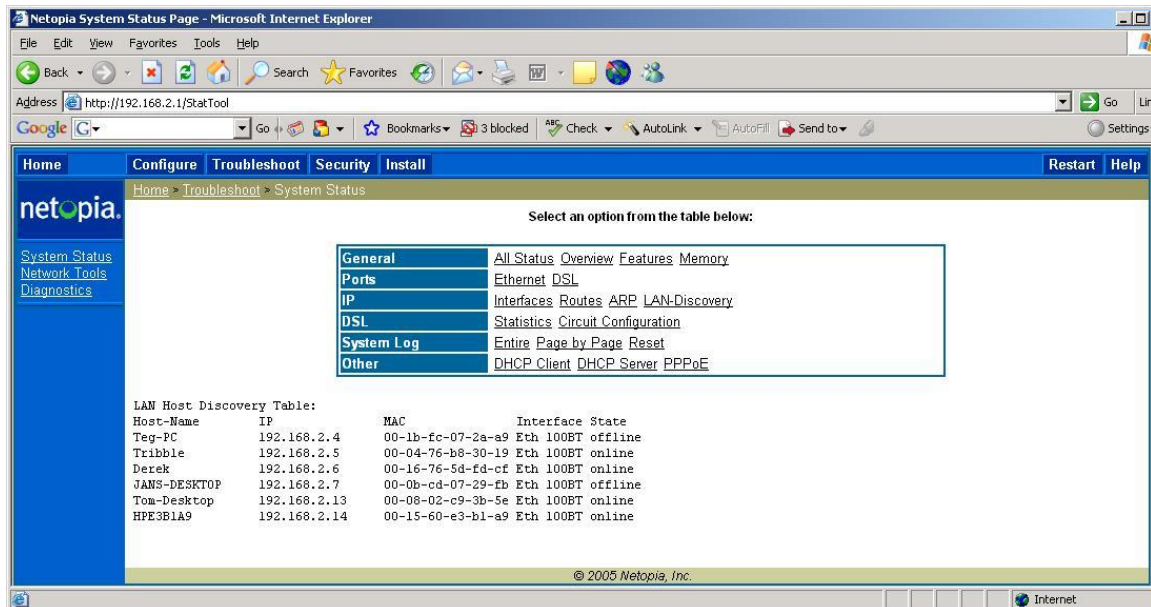 Netopia System Status Page - Microsoft Internet Explorer
File Edit View Favorites Tools Help
Back Search Favorites
Address http://192.168.2.1/StatTool Go
Google G Go Bookmarks 3 blocked ABC Check AutoLink AutoFill Send to Settings
Home Configure Troubleshoot Security Install Restart Help
netopia.
Home > Troubleshoot > System Status
System Status
Network Tools
Diagnostics
Select an option from the table below:
General All Status Overview Features Memory
Ports Ethernet DSL
IP Interfaces Routes ARP LAN-Discovery
DSL Statistics Circuit Configuration
System Log Entire Page by Page Reset
Other DHCP Client DHCP Server PPPoE
LAN Host Discovery Table:
Host-Name IP MAC Interface State
Teg-PC 192.168.2.4 00-1b-fc-07-2a-a9 Eth 100BT offline
Tribble 192.168.2.5 00-04-76-b8-30-19 Eth 100BT online
Derek 192.168.2.6 00-16-76-5d-fd-cf Eth 100BT online
JANS-DESKTOP 192.168.2.7 00-0b-cd-07-29-fb Eth 100BT offline
Tom-Desktop 192.168.2.13 00-08-02-c9-3b-5e Eth 100BT online
HPE3B1A9 192.168.2.14 00-15-60-e3-b1-a9 Eth 100BT online
© 2005 Netopia, Inc.
Internet